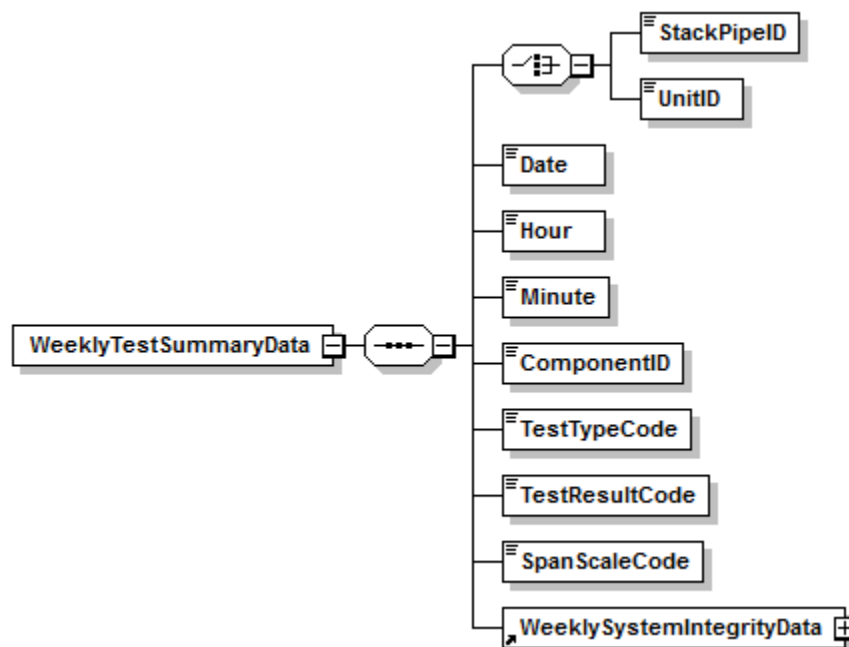 StackPipeID
UnitID
Date
Hour
Minute
WeeklyTestSummaryData
ComponentID
TestTypeCode
TestResultCode
SpanScaleCode
WeeklySystemIntegrityData